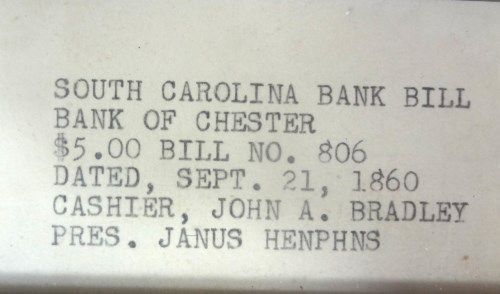 SOUTH CAROLINA BANK BILL
BANK OF CHESTER
$5.00 BILL NO. 806
DATED, SEPT. 21, 1860
CASHIER, JOHN A. BRADLEY
PRES. JANUS HENPHNS